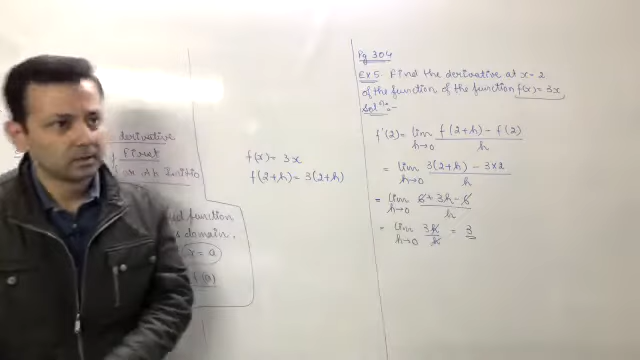 derivative
first
f(x) = 3x
f(2+h) = 3(2+h)
function
domain.
x = a
Pg 304
EX 5. Find the derivative at x = 2
of the function of the function f(x) = 3x
Solⁿ:-
f'(2) = lim h→0 f(2+h) - f(2) / h
= lim h→0 3(2+h) - 3×2 / h
= lim h→0 6 + 3h - 6 / h
= lim h→0 3h / h = 3